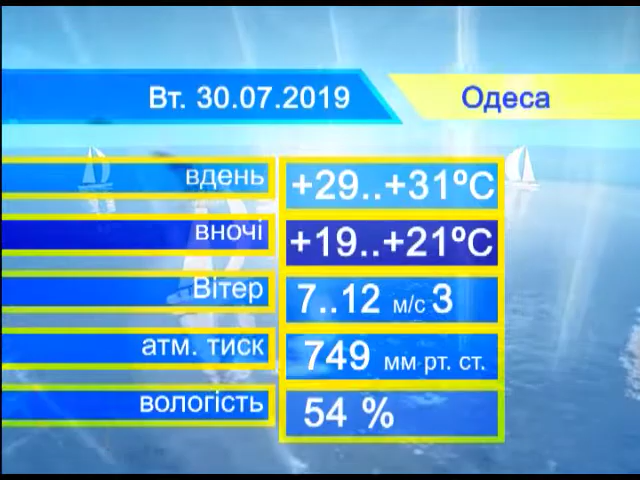 Вт. 30.07.2019 Одеса
вдень +29..+31ºC
вночі +19..+21ºC
Вітер 7..12 м/с З
атм. тиск 749 мм рт. ст.
вологість 54 %